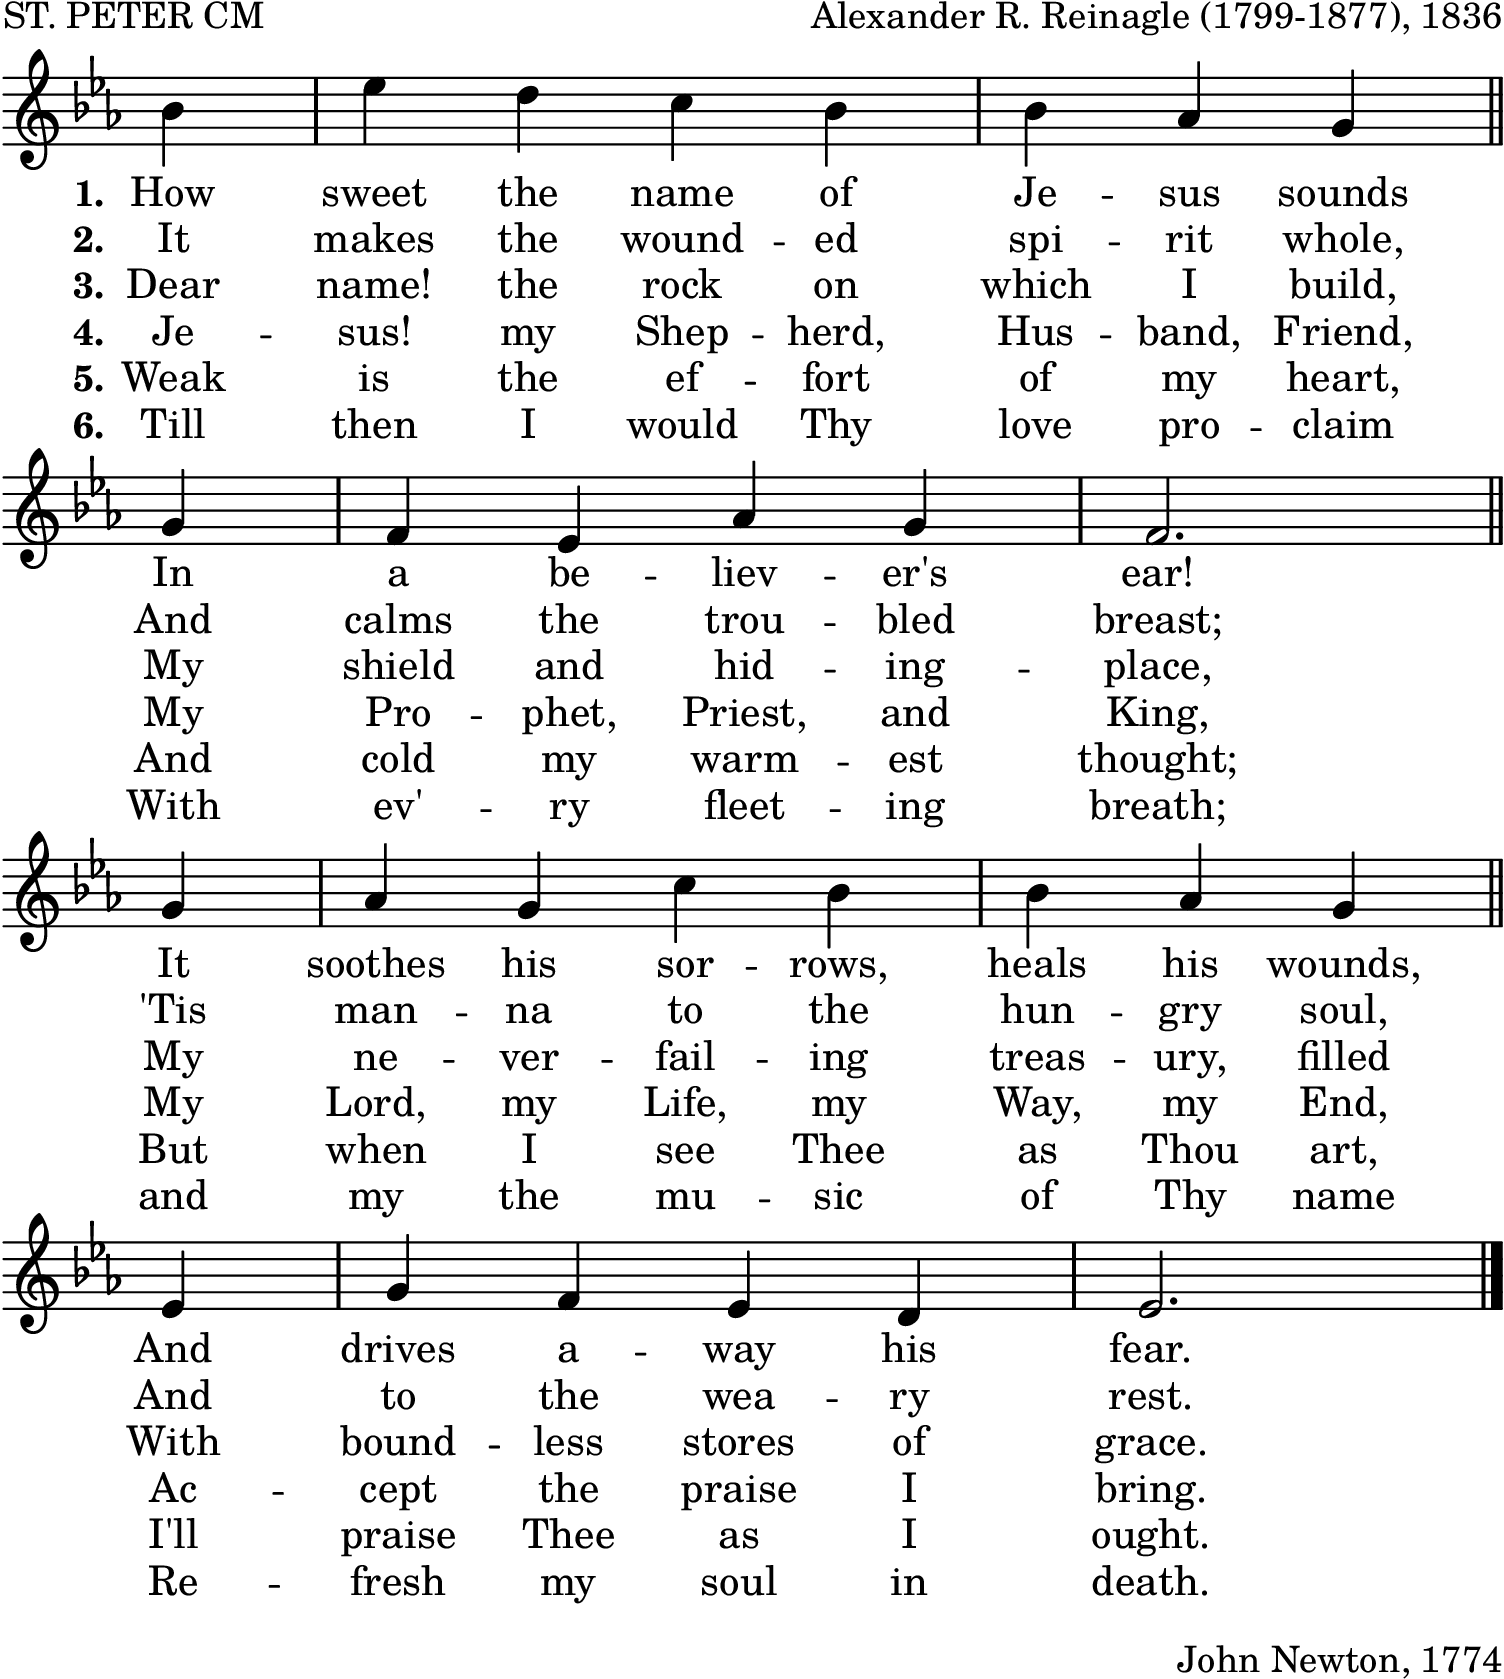 ST. PETER CM Alexander R. Reinagle (1799-1877), 1836
1. How sweet the name of Je - sus sounds
2. It makes the wound - ed spi - rit whole,
3. Dear name! the rock on which I build,
4. Je - sus! my Shep - herd, Hus - band, Friend,
5. Weak is the ef - fort of my heart,
6. Till then I would Thy love pro - claim
In a be - liev - er's ear!
And calms the trou - bled breast;
My shield and hid - ing - place,
My Pro - phet, Priest, and King,
And cold my warm - est thought;
With ev' - ry fleet - ing breath;
It soothes his sor - rows, heals his wounds,
'Tis man - na to the hun - gry soul,
My ne - ver - fail - ing treas - ury, filled
My Lord, my Life, my Way, my End,
But when I see Thee as Thou art,
and my the mu - sic of Thy name
And drives a - way his fear.
And to the wea - ry rest.
With bound - less stores of grace.
Ac - cept the praise I bring.
I'll praise Thee as I ought.
Re - fresh my soul in death.
John Newton, 1774